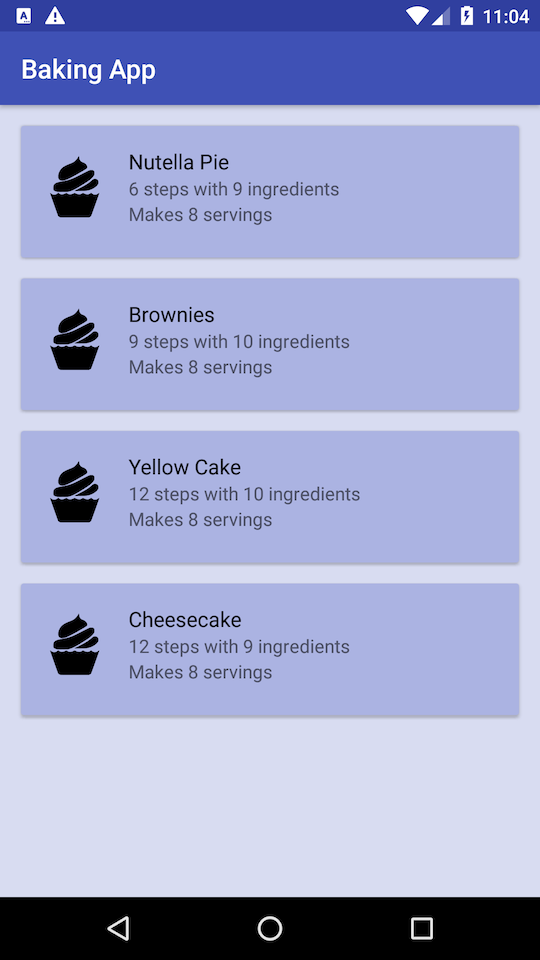 11:04
Baking App
Nutella Pie
6 steps with 9 ingredients
Makes 8 servings
Brownies
9 steps with 10 ingredients
Makes 8 servings
Yellow Cake
12 steps with 10 ingredients
Makes 8 servings
Cheesecake
12 steps with 9 ingredients
Makes 8 servings